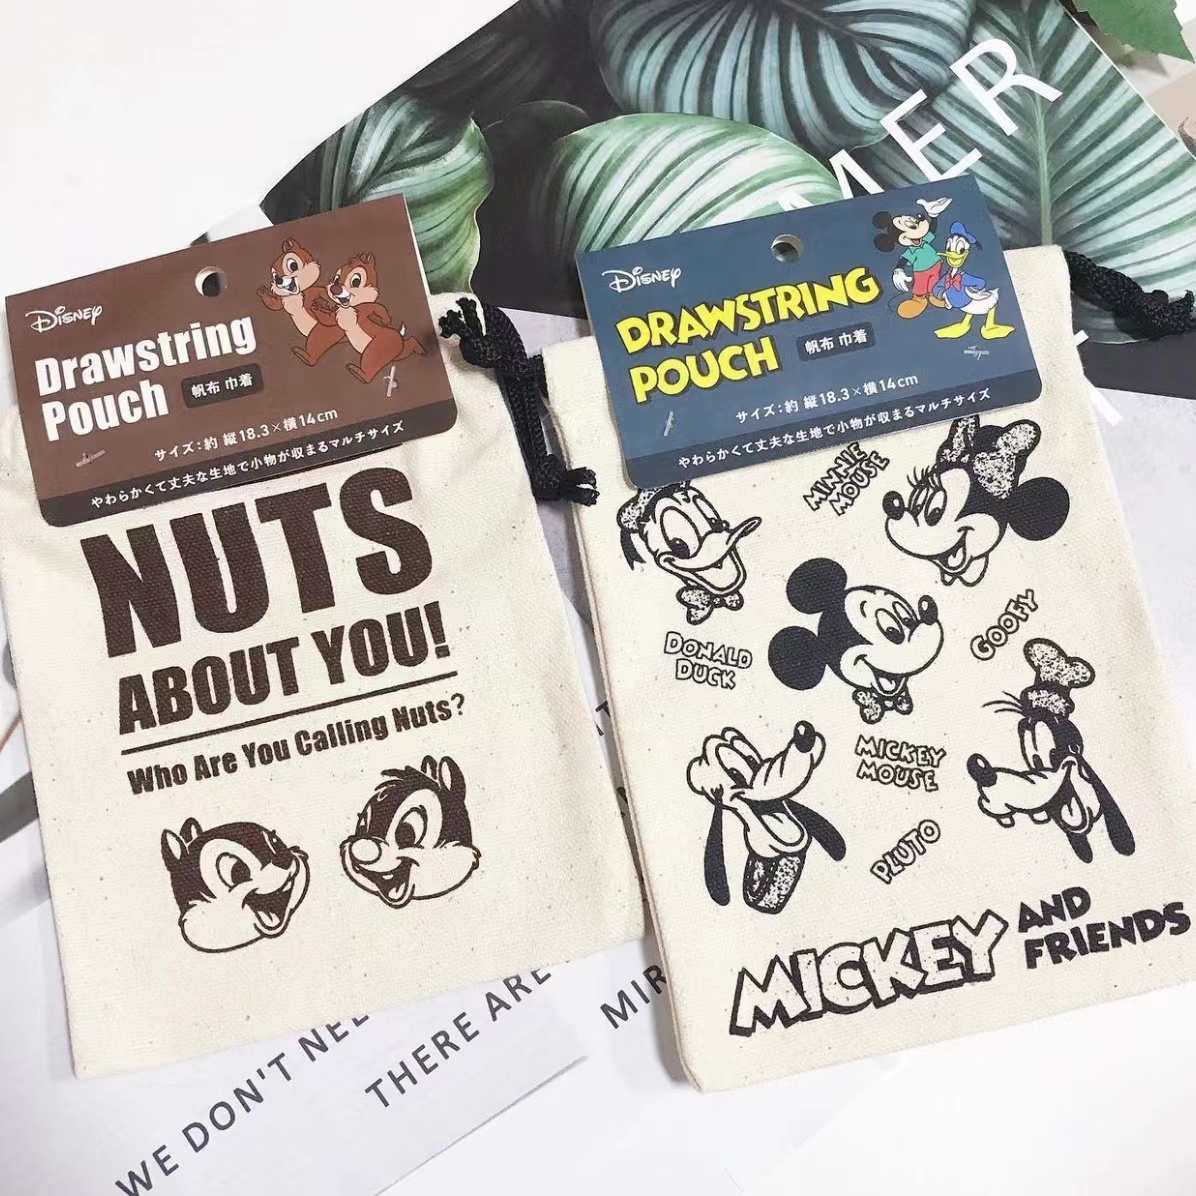 Disney
Drawstring
Pouch
帆布 巾着
サイズ：約 縦18.3×横14cm
やわらかくて丈夫な生地で小物が収まるマルチサイズ
NUTS
ABOUT YOU!
Who Are You Calling Nuts?
Disney
DRAWSTRING
POUCH
帆布 巾着
サイズ：約 縦18.3×横14cm
やわらかくて丈夫な生地で小物が収まるマルチサイズ
MINNIE
MOUSE
DONALD
DUCK
GOOFY
MICKEY
MOUSE
PLUTO
MICKEY
AND
FRIENDS
MER
WE DON'T NEE
THERE ARE
MIR